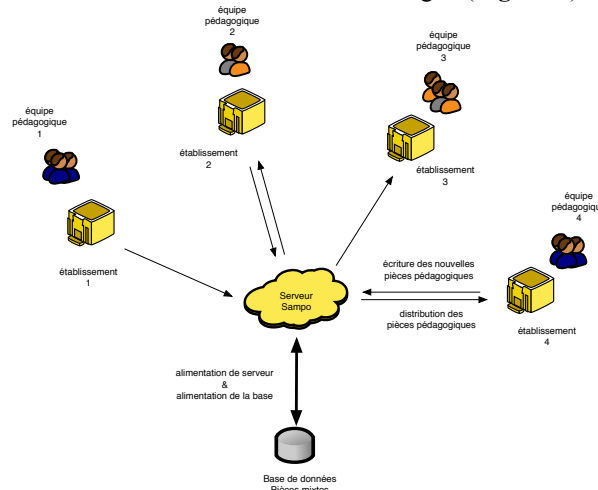 équipe
pédagogique
2
équipe
pédagogique
3
équipe
pédagogique
1
établissement
2
établissement
3
équipe
pédagogique
4
établissement
1
Serveur
Sampo
écriture des nouvelles
pièces pédagogiques
distribution des
pièces pédagogiques
établissement
4
alimentation de serveur
&
alimentation de la base
Base de données
Pièces mixtes